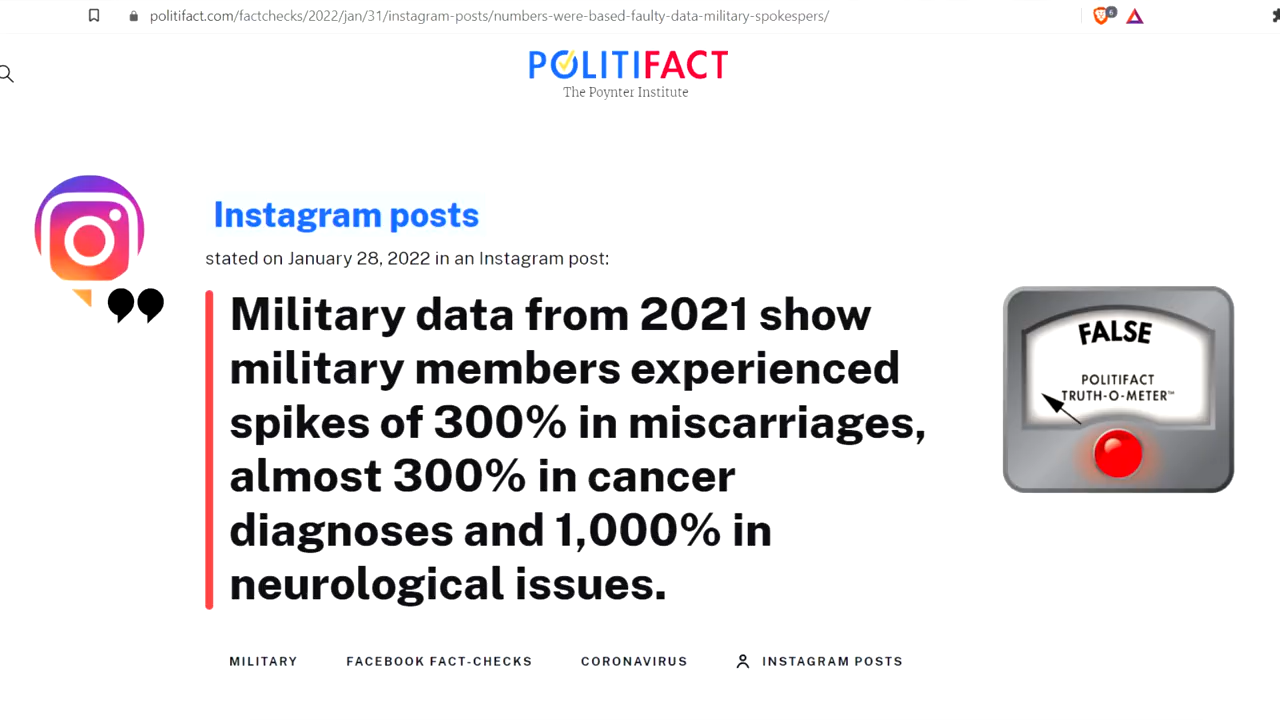 politifact.com/factchecks/2022/jan/31/instagram-posts/numbers-were-based-faulty-data-military-spokespers/
6
POLITIFACT
The Poynter Institute
Instagram posts
stated on January 28, 2022 in an Instagram post:
Military data from 2021 show
military members experienced
spikes of 300% in miscarriages,
almost 300% in cancer
diagnoses and 1,000% in
neurological issues.
FALSE
POLITIFACT
TRUTH-O-METER™
MILITARY FACEBOOK FACT-CHECKS CORONAVIRUS INSTAGRAM POSTS